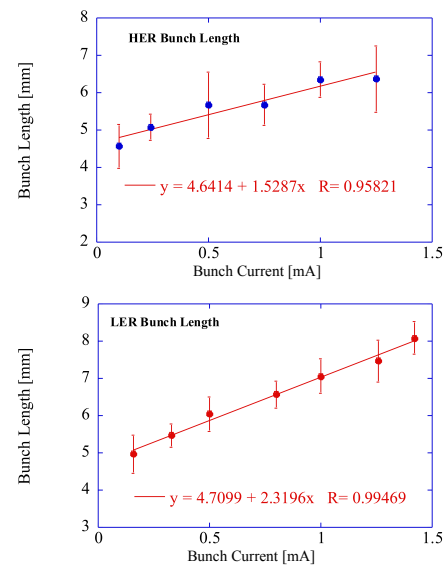 HER Bunch Length
Bunch Length [mm]
8
7
6
5
4
3
2
y = 4.6414 + 1.5287x R= 0.95821
0
0.5
1
1.5
Bunch Current [mA]
LER Bunch Length
Bunch Length [mm]
9
8
7
6
5
4
3
y = 4.7099 + 2.3196x R= 0.99469
0
0.5
1
1.5
Bunch Current [mA]